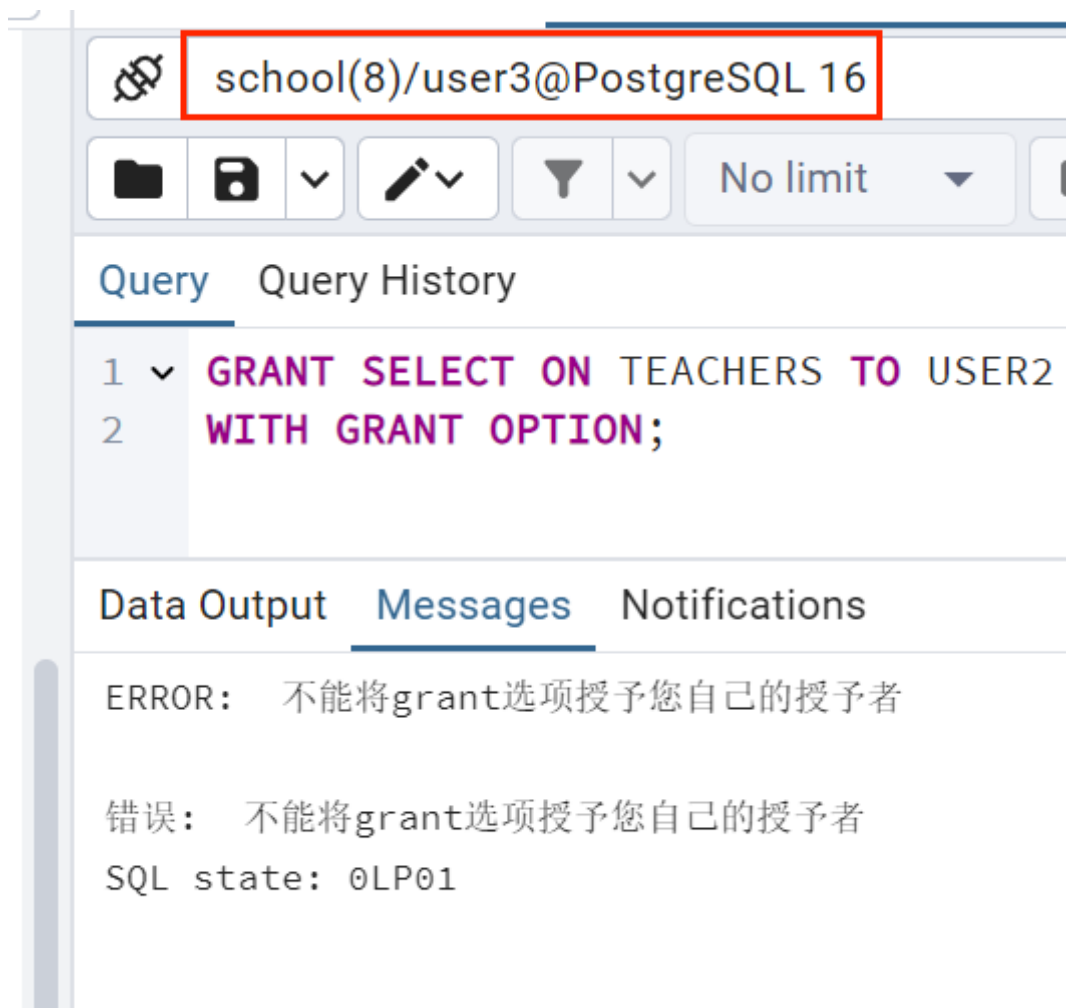 school(8)/user3@PostgreSQL 16
No limit
Query Query History
1 GRANT SELECT ON TEACHERS TO USER2
2 WITH GRANT OPTION;
Data Output Messages Notifications
ERROR: 不能将grant选项授予您自己的授予者
错误: 不能将grant选项授予您自己的授予者
SQL state: 0LP01